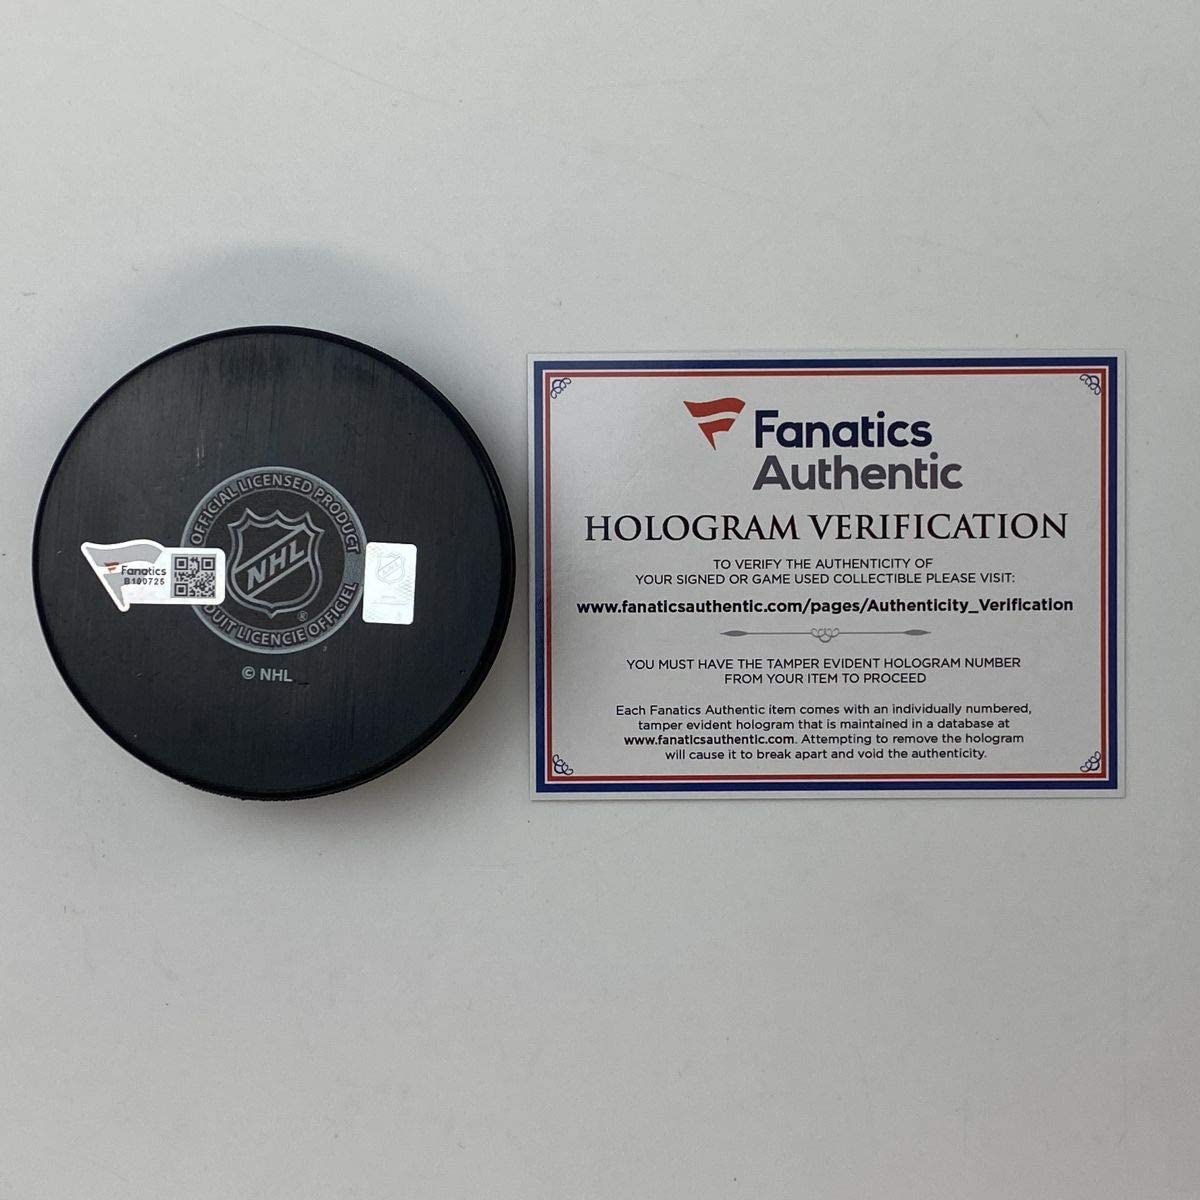 OFFICIAL LICENSED PRODUCT
NHL
®
DUIT LICENCIE OFFICIEL
© NHL
Fanatics
B100725
NHL
Fanatics
Authentic
HOLOGRAM VERIFICATION
TO VERIFY THE AUTHENTICITY OF
YOUR SIGNED OR GAME USED COLLECTIBLE PLEASE VISIT:
www.fanaticsauthentic.com/pages/Authenticity_Verification
YOU MUST HAVE THE TAMPER EVIDENT HOLOGRAM NUMBER
FROM YOUR ITEM TO PROCEED
Each Fanatics Authentic item comes with an individually numbered,
tamper evident hologram that is maintained in a database at
www.fanaticsauthentic.com. Attempting to remove the hologram
will cause it to break apart and void the authenticity.